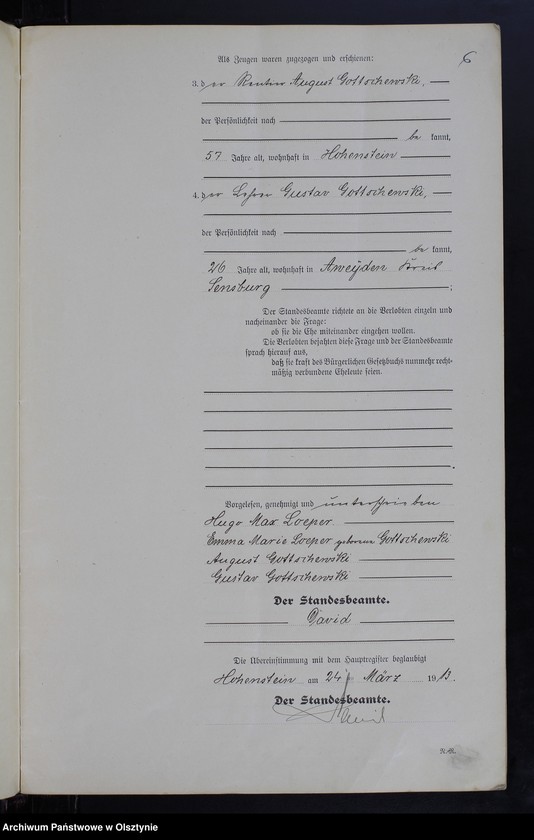 6
Als Zeugen waren zugezogen und erschienen:
3. der Rentier August Gottschewski,
der Persönlichkeit nach
be kannt,
57 Jahre alt, wohnhaft in Hohenstein
4. der Lehrer Gustav Gottschewski,
der Persönlichkeit nach
be kannt,
26 Jahre alt, wohnhaft in Aweyden Kreis
Sensburg ;
Der Standesbeamte richtete an die Verlobten einzeln und
nacheinander die Frage:
ob sie die Ehe miteinander eingehen wollen.
Die Verlobten bejahten diese Frage und der Standesbeamte
sprach hierauf aus,
daß sie kraft des Bürgerlichen Gesetzbuchs nunmehr recht-
mäßig verbundene Eheleute seien.
Vorgelesen, genehmigt und unterschrieben
Hugo Max Loeper
Emma Marie Loeper geborene Gottschewski
August Gottschewski
Gustav Gottschewski
Der Standesbeamte.
David
Die Übereinstimmung mit dem Hauptregister beglaubigt
Hohenstein am 24 März 1913.
Der Standesbeamte.
David
Archiwum Państwowe w Olsztynie